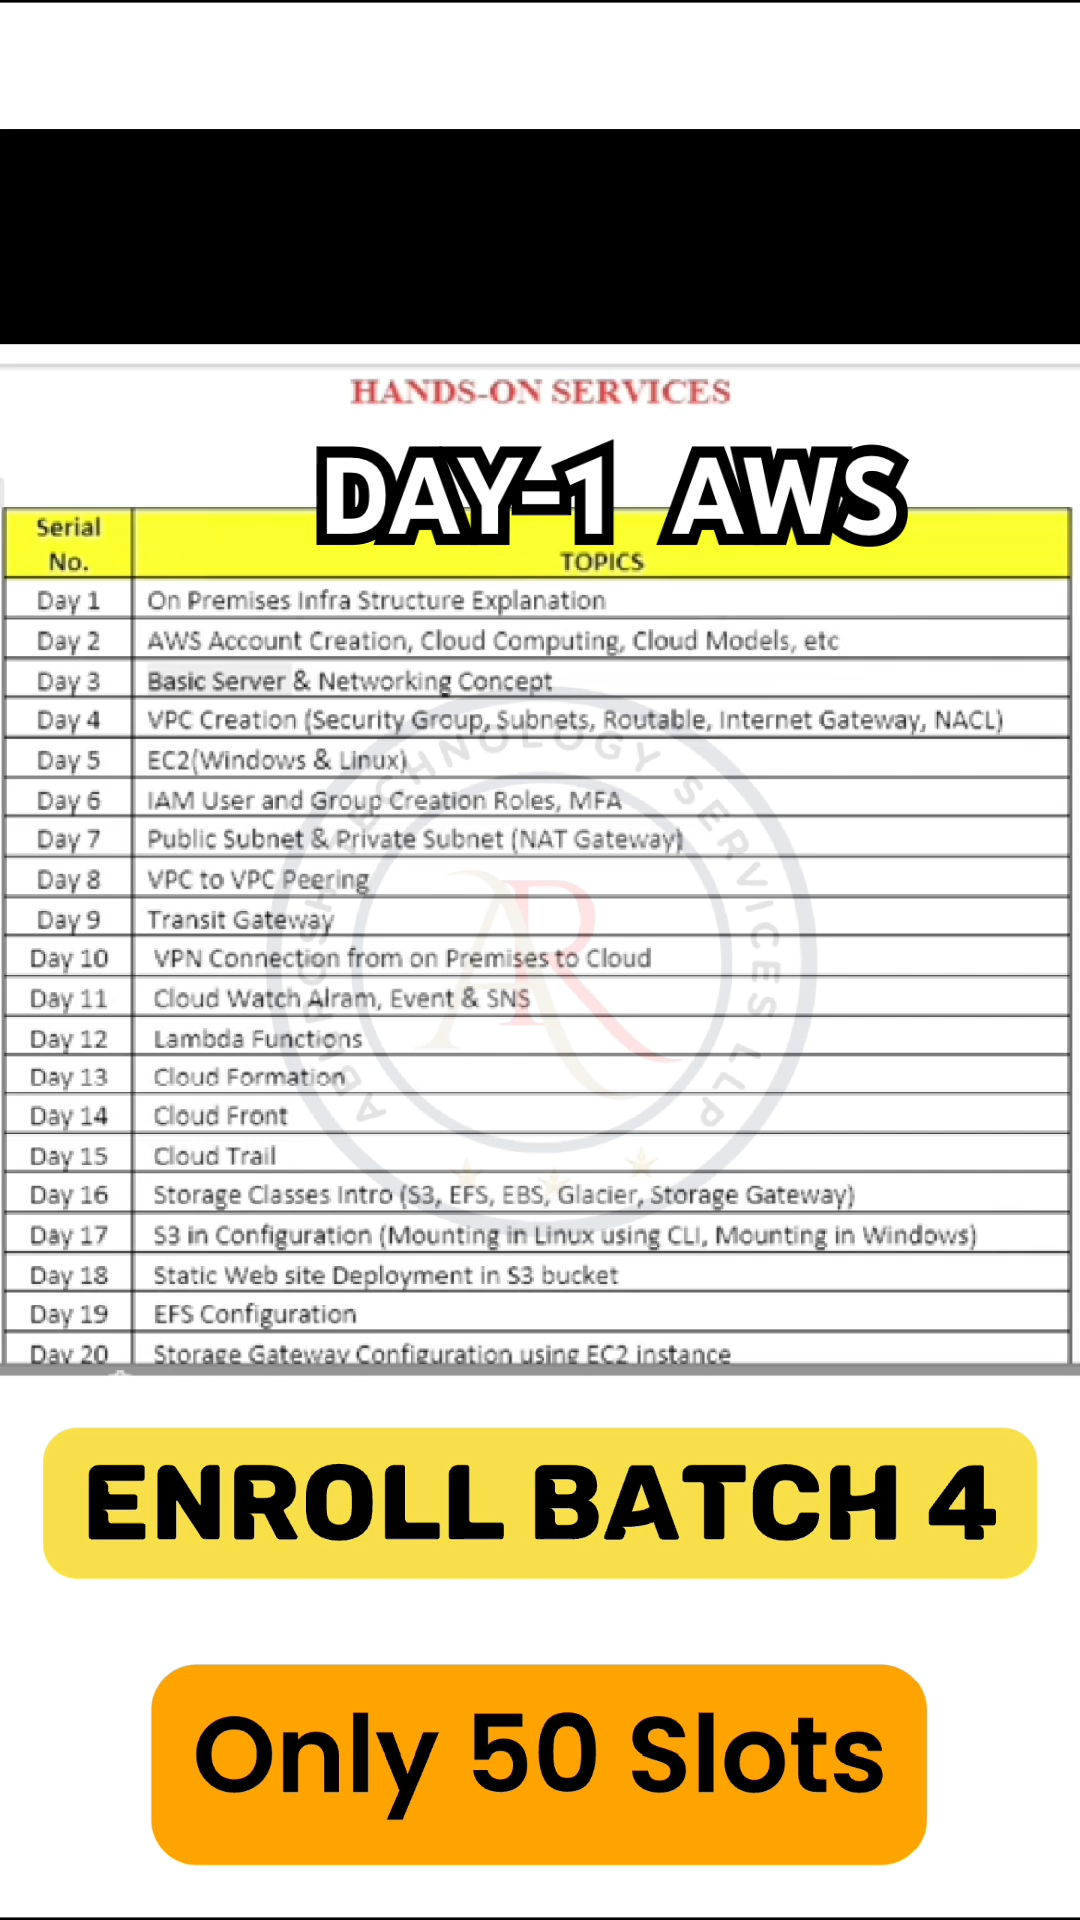 HANDS-ON SERVICES
DAY-1 AWS
Serial No. TOPICS
Day 1 On Premises Infra Structure Explanation
Day 2 AWS Account Creation, Cloud Computing, Cloud Models, etc
Day 3 Basic Server & Networking Concept
Day 4 VPC Creation (Security Group, Subnets, Routable, Internet Gateway, NACL)
Day 5 EC2(Windows & Linux)
Day 6 IAM User and Group Creation Roles, MFA
Day 7 Public Subnet & Private Subnet (NAT Gateway)
Day 8 VPC to VPC Peering
Day 9 Transit Gateway
Day 10 VPN Connection from on Premises to Cloud
Day 11 Cloud Watch Alram, Event & SNS
Day 12 Lambda Functions
Day 13 Cloud Formation
Day 14 Cloud Front
Day 15 Cloud Trail
Day 16 Storage Classes Intro (S3, EFS, EBS, Glacier, Storage Gateway)
Day 17 S3 in Configuration (Mounting in Linux using CLI, Mounting in Windows)
Day 18 Static Web site Deployment in S3 bucket
Day 19 EFS Configuration
Day 20 Storage Gateway Configuration using EC2 instance
TECHNOLOGY SERVICES LLP
AR
ENROLL BATCH 4
Only 50 Slots